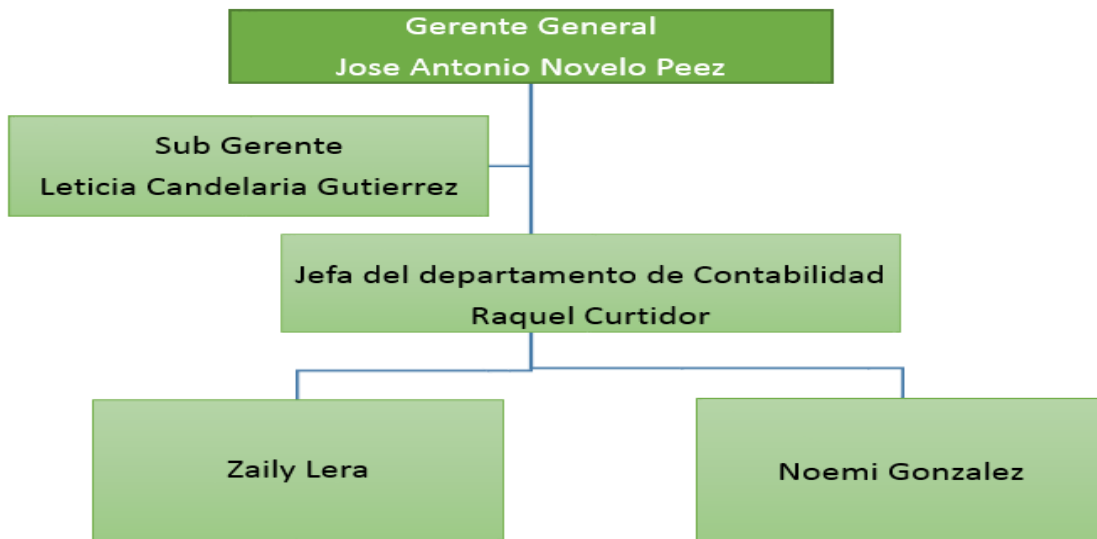 Gerente General
Jose Antonio Novelo Peez
Sub Gerente
Leticia Candelaria Gutierrez
Jefa del departamento de Contabilidad
Raquel Curtidor
Zaily Lera
Noemi Gonzalez